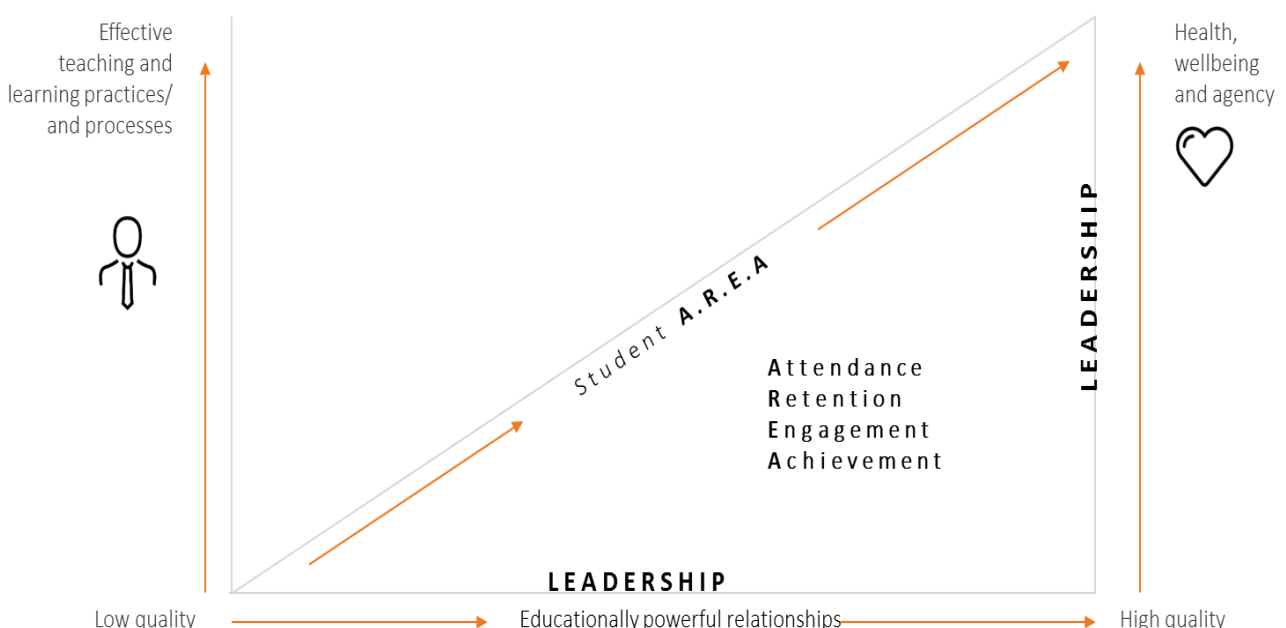 Effective
teaching and
learning practices/
and processes
Health,
wellbeing
and agency
LEADERSHIP
Student A.R.E.A
Attendance
Retention
Engagement
Achievement
LEADERSHIP
Low quality
Educationally powerful relationships
High quality